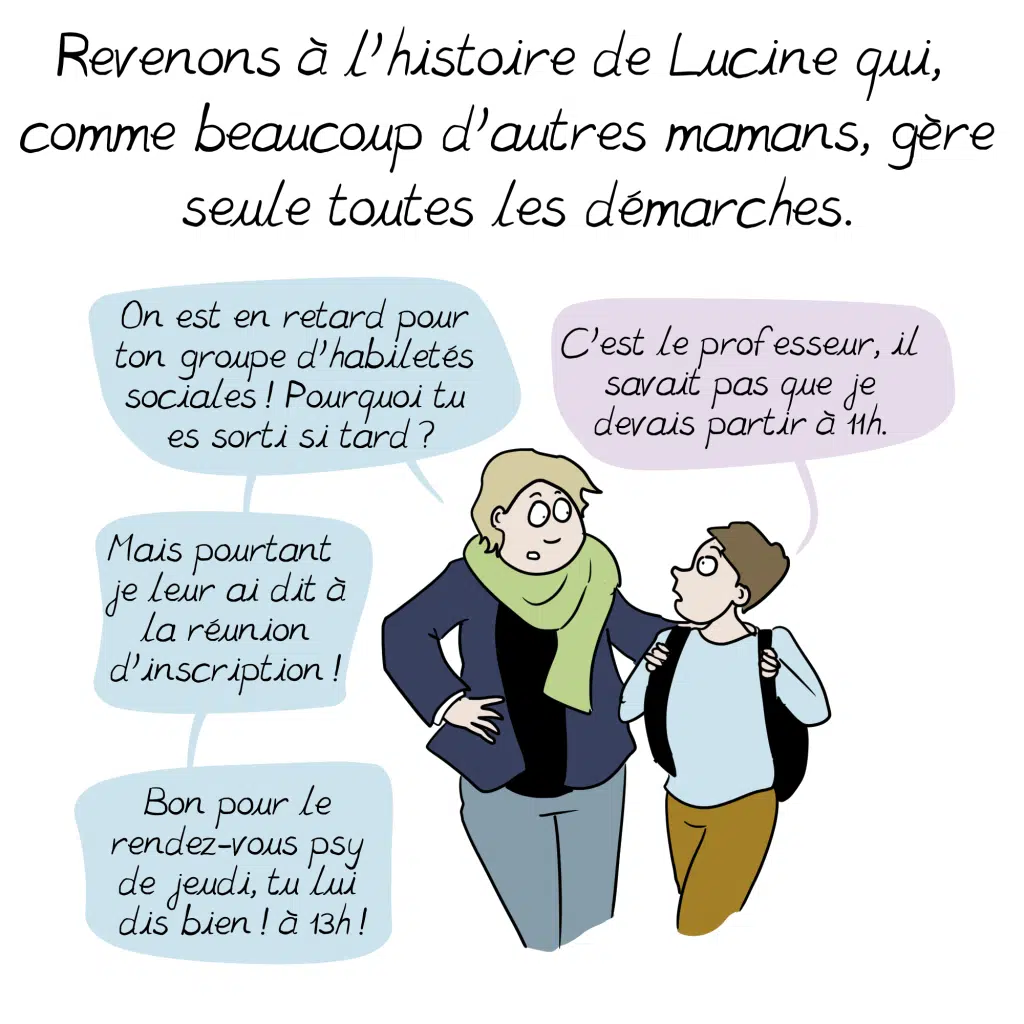 Revenons à l'histoire de Lucine qui,
comme beaucoup d'autres mamans, gère
seule toutes les démarches.
On est en retard pour
ton groupe d'habiletés
sociales ! Pourquoi tu
es sorti si tard ?
C'est le professeur, il
savait pas que je
devais partir à 11h.
Mais pourtant
je leur ai dit à
la réunion
d'inscription !
Bon pour le
rendez-vous psy
de jeudi, tu lui
dis bien ! à 13h !